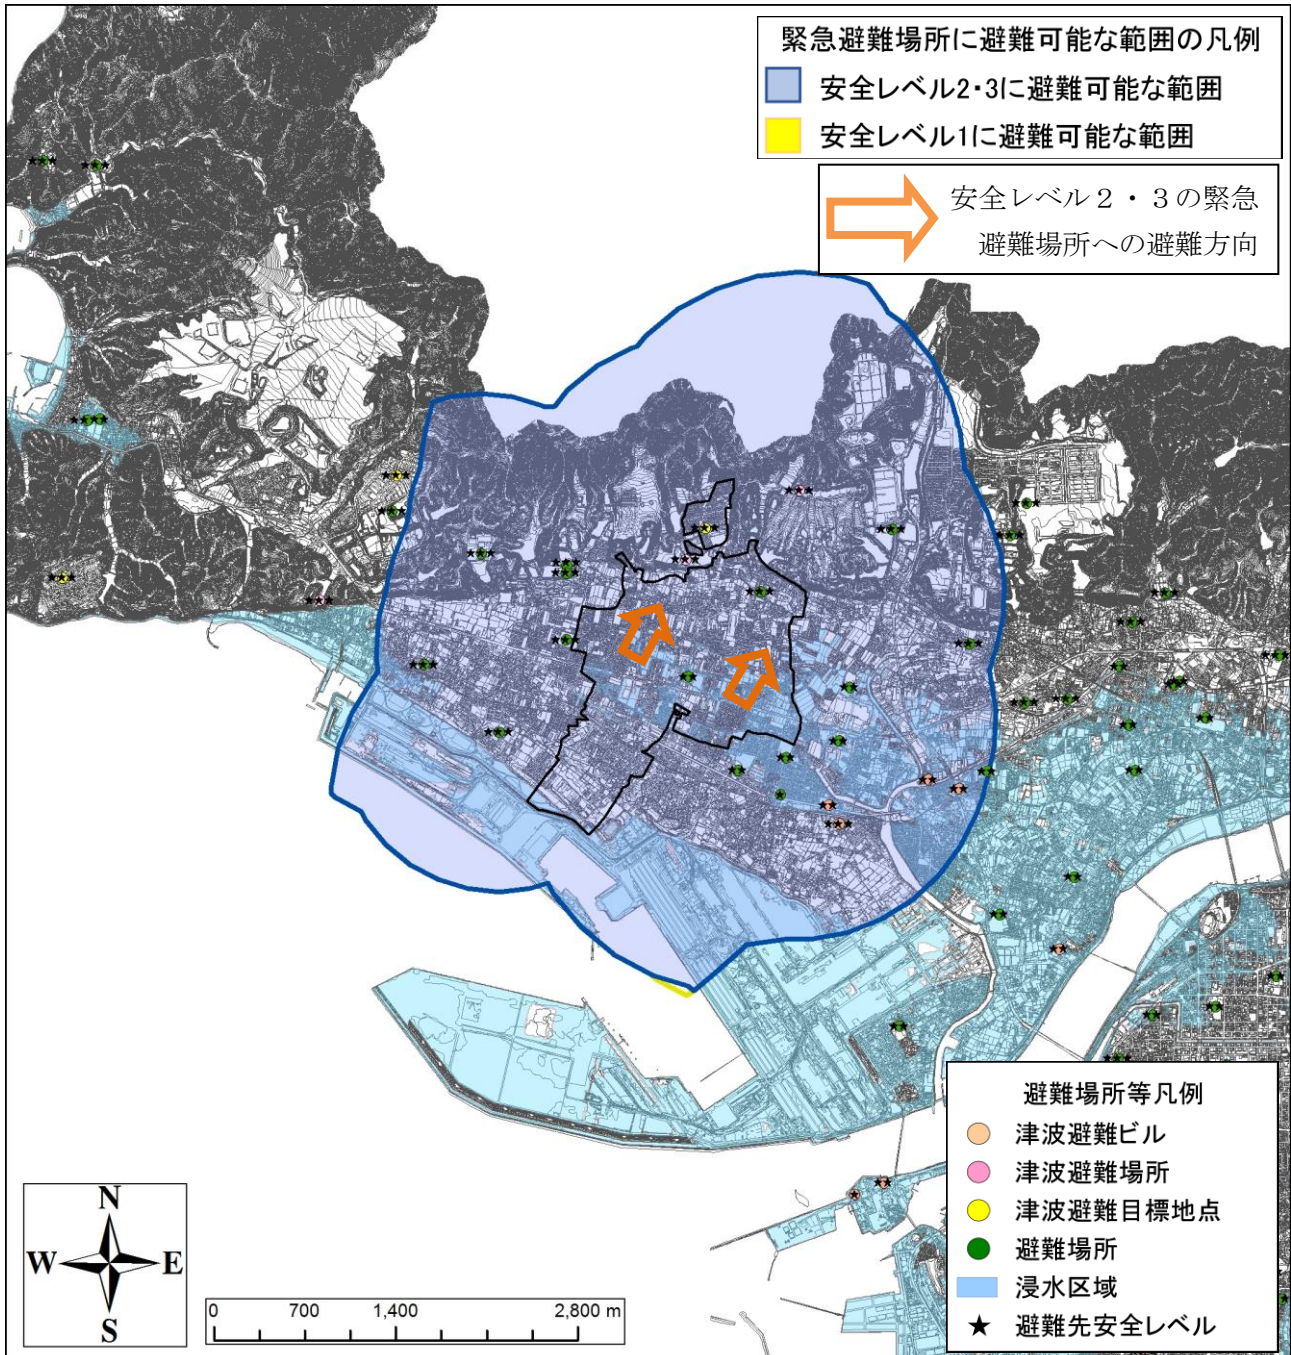 緊急避難場所に避難可能な範囲の凡例
安全レベル2・3に避難可能な範囲
安全レベル1に避難可能な範囲
安全レベル２・３の緊急
避難場所への避難方向
避難場所等凡例
津波避難ビル
津波避難場所
津波避難目標地点
避難場所
浸水区域
★ 避難先安全レベル
N
W E
S
0 700 1,400 2,800 m